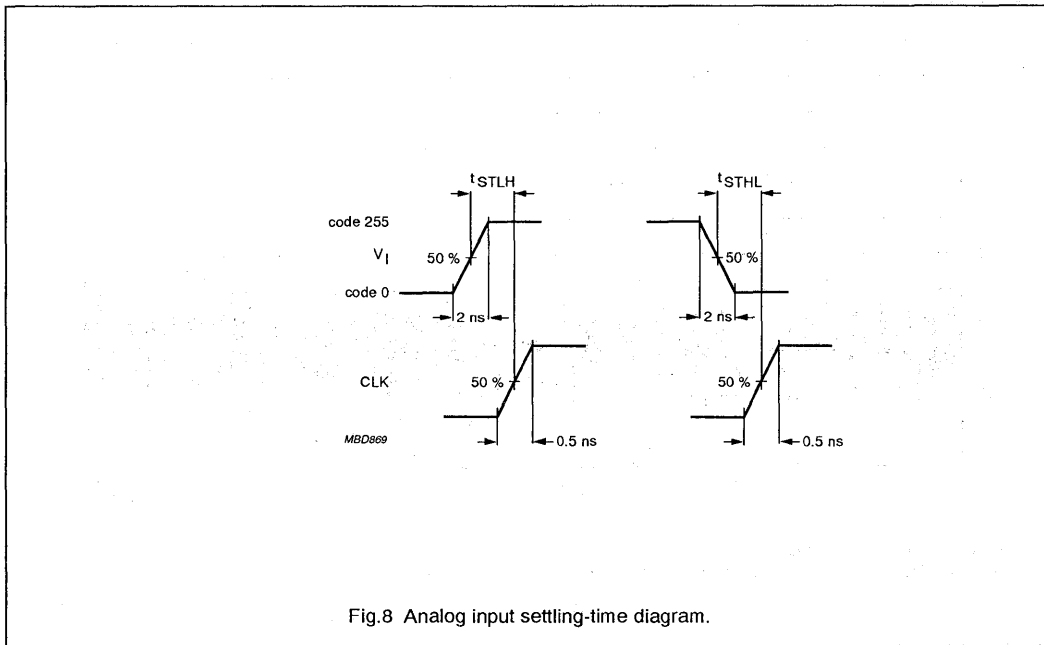 tSTLH
tSTHL
code 255
VI
50 %
50 %
code 0
2 ns
2 ns
CLK
50 %
50 %
MBD869
0.5 ns
0.5 ns
Fig.8 Analog input settling-time diagram.